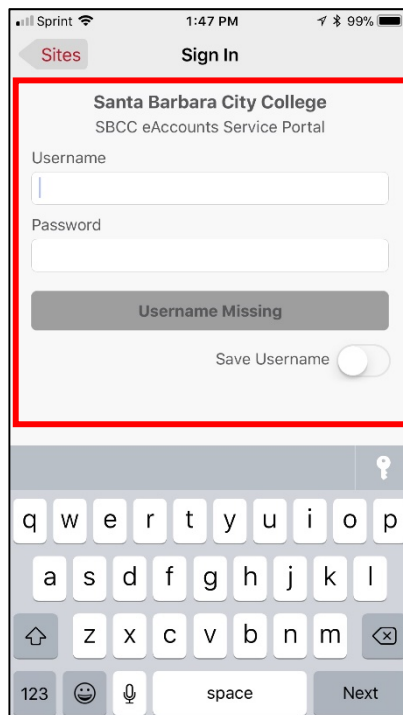 Sprint 1:47 PM 99%
Sites Sign In
Santa Barbara City College
SBCC eAccounts Service Portal
Username
Password
Username Missing
Save Username
q w e r t y u i o p
a s d f g h j k l
z x c v b n m
123 space Next